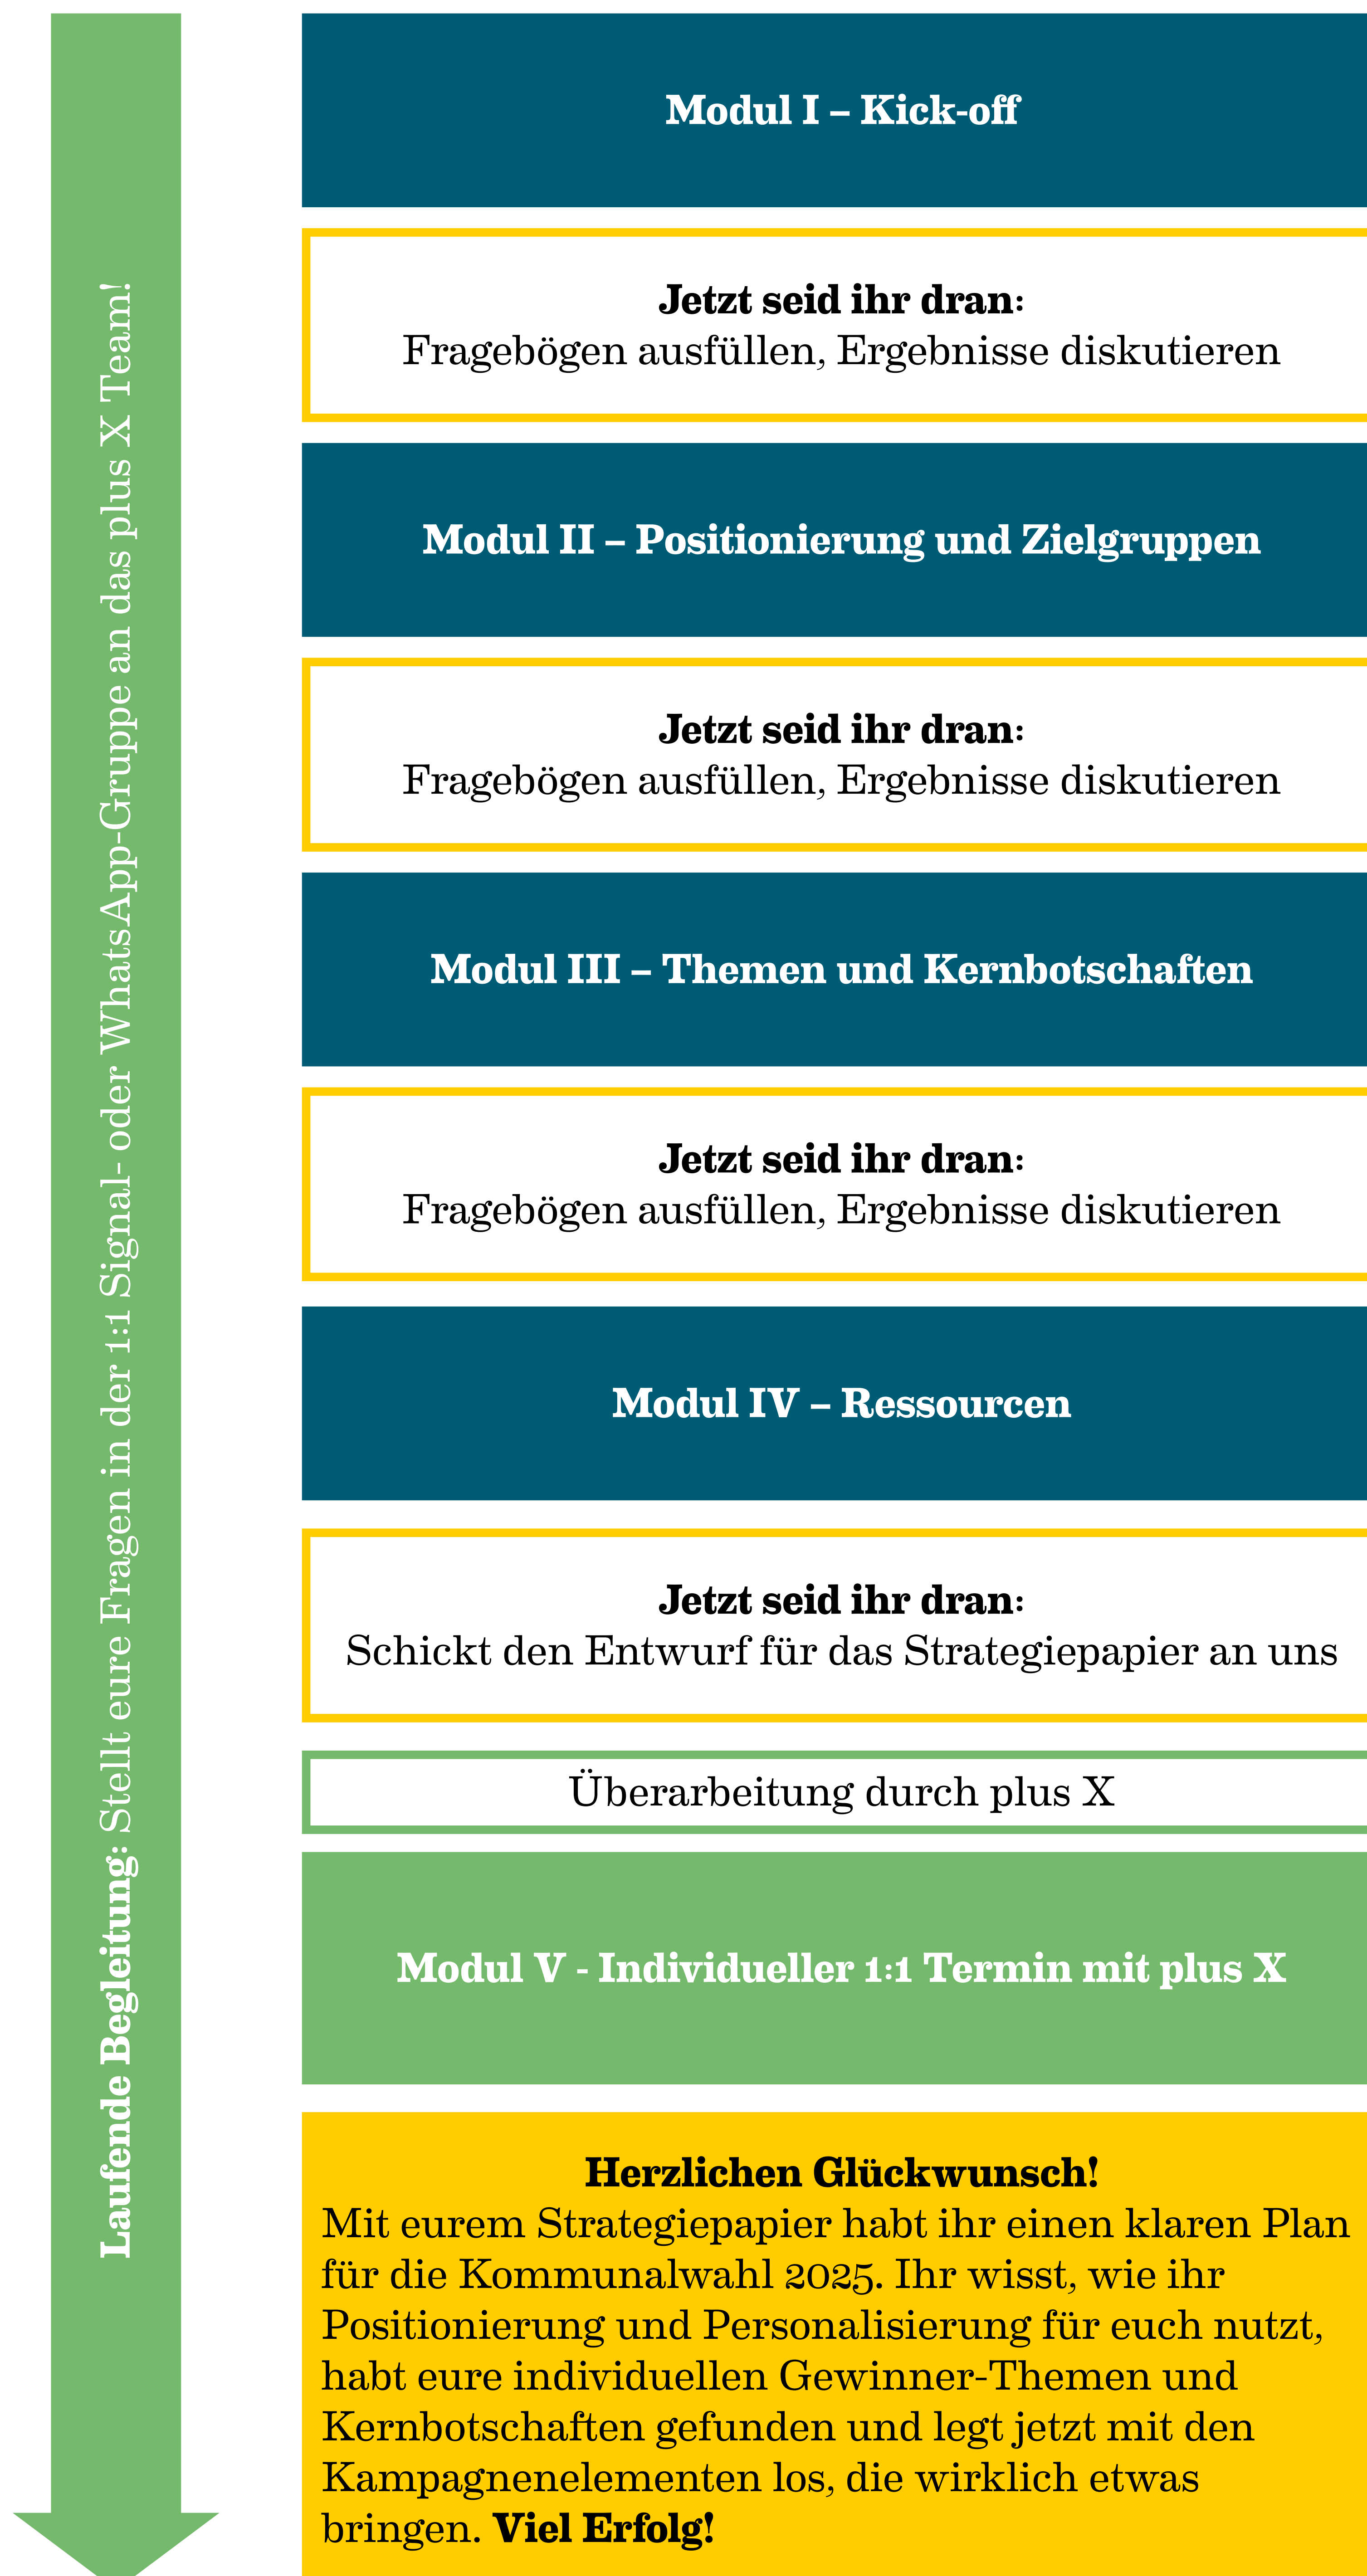 Laufende Begleitung: Stellt eure Fragen in der 1:1 Signal- oder WhatsApp-Gruppe an das plus X Team!
Modul I – Kick-off
Jetzt seid ihr dran:
Fragebögen ausfüllen, Ergebnisse diskutieren
Modul II – Positionierung und Zielgruppen
Jetzt seid ihr dran:
Fragebögen ausfüllen, Ergebnisse diskutieren
Modul III – Themen und Kernbotschaften
Jetzt seid ihr dran:
Fragebögen ausfüllen, Ergebnisse diskutieren
Modul IV – Ressourcen
Jetzt seid ihr dran:
Schickt den Entwurf für das Strategiepapier an uns
Überarbeitung durch plus X
Modul V - Individueller 1:1 Termin mit plus X
Herzlichen Glückwunsch!
Mit eurem Strategiepapier habt ihr einen klaren Plan
für die Kommunalwahl 2025. Ihr wisst, wie ihr
Positionierung und Personalisierung für euch nutzt,
habt eure individuellen Gewinner-Themen und
Kernbotschaften gefunden und legt jetzt mit den
Kampagnenelementen los, die wirklich etwas
bringen. Viel Erfolg!